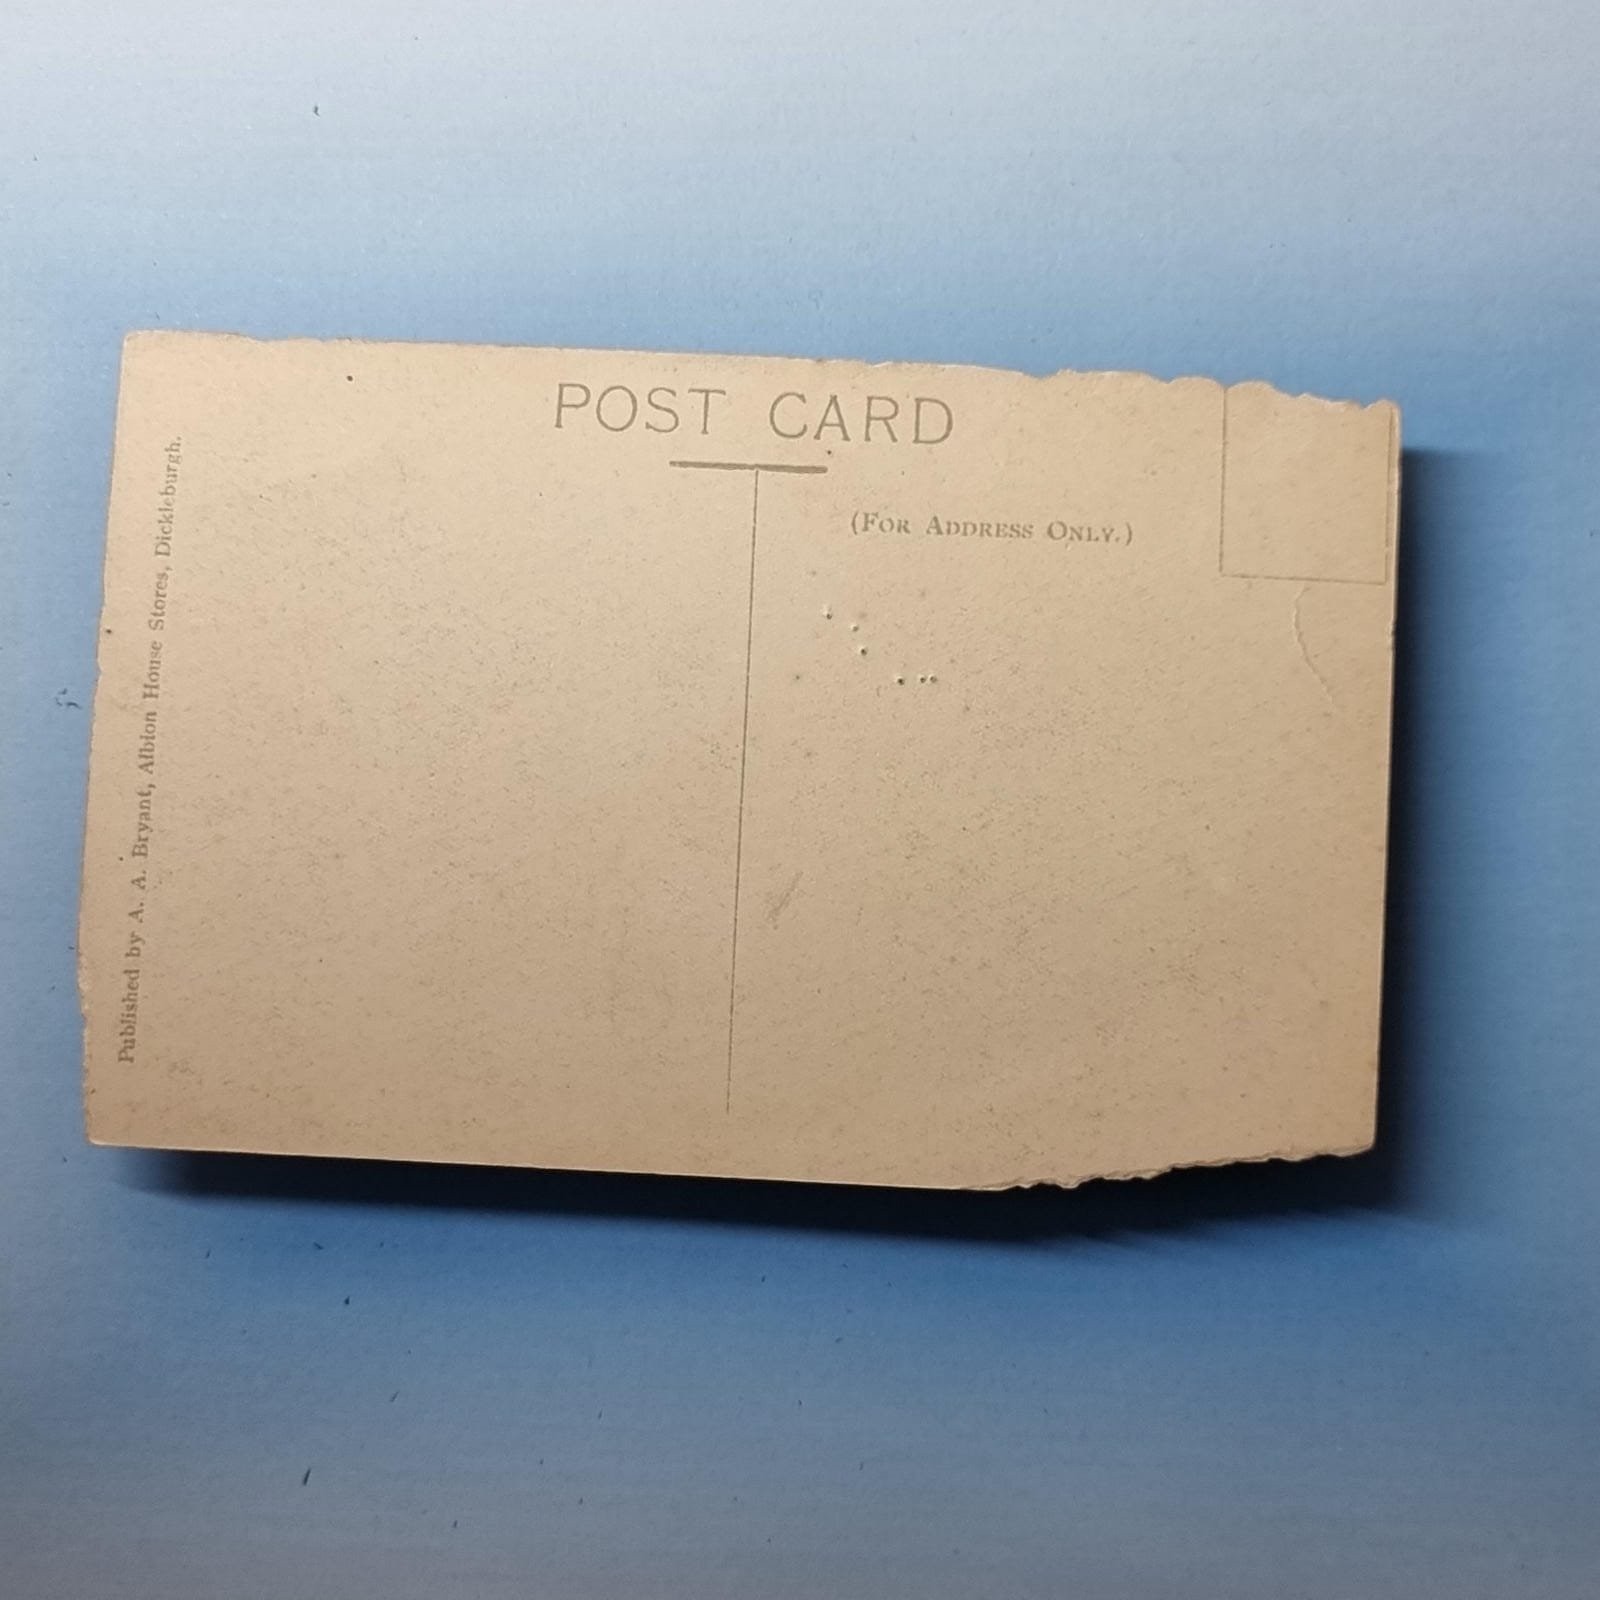 POST CARD
(FOR ADDRESS ONLY.)
Published by A. A. Bryant, Albion House Stores, Dickleburgh.